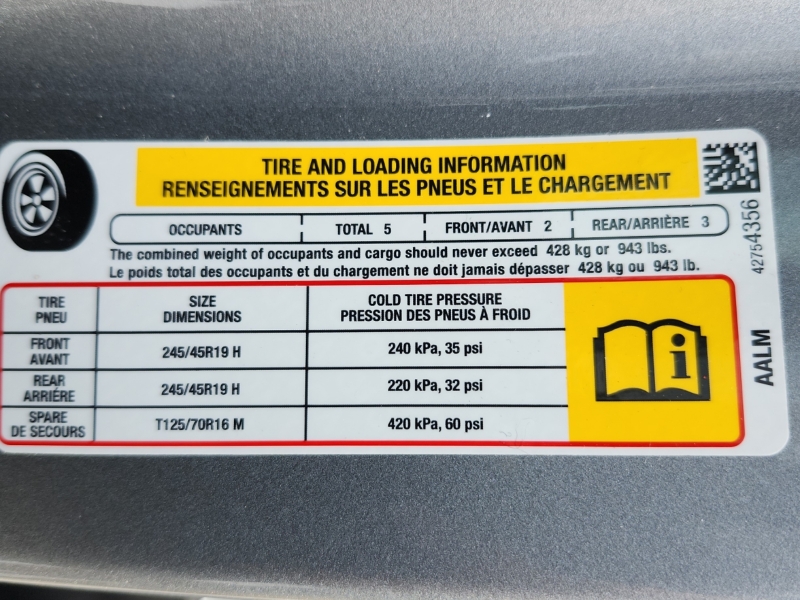 TIRE AND LOADING INFORMATION
RENSEIGNEMENTS SUR LES PNEUS ET LE CHARGEMENT
OCCUPANTS TOTAL 5 FRONT/AVANT 2 REAR/ARRIÈRE 3
The combined weight of occupants and cargo should never exceed 428 kg or 943 lbs.
Le poids total des occupants et du chargement ne doit jamais dépasser 428 kg ou 943 lb.
TIRE SIZE COLD TIRE PRESSURE
PNEU DIMENSIONS PRESSION DES PNEUS À FROID
FRONT
AVANT 245/45R19 H 240 kPa, 35 psi
REAR
ARRIÈRE 245/45R19 H 220 kPa, 32 psi
SPARE
DE SECOURS T125/70R16 M 420 kPa, 60 psi
42754356
AALM